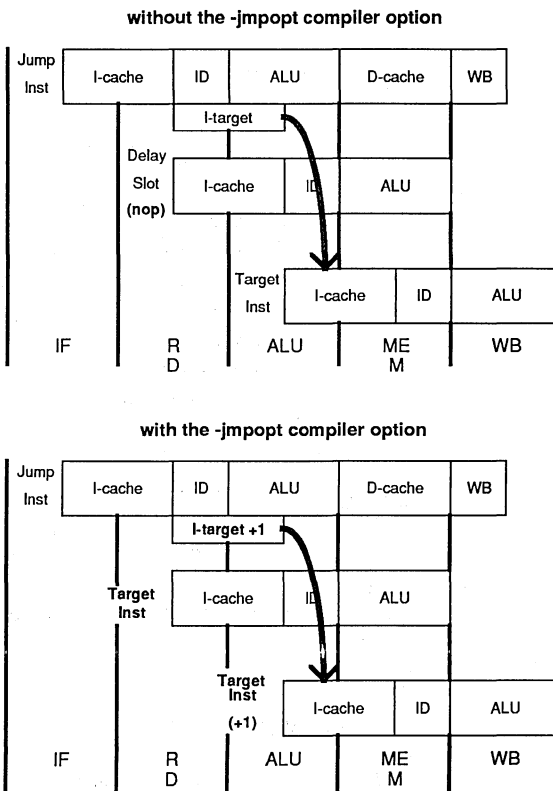 without the -jmpopt compiler option
Jump
Inst
I-cache
ID
ALU
D-cache
WB
I-target
Delay
Slot
(nop)
I-cache
ID
ALU
Target
Inst
I-cache
ID
ALU
IF
R
D
ALU
ME
M
WB
with the -jmpopt compiler option
Jump
Inst
I-cache
ID
ALU
D-cache
WB
I-target +1
Target
Inst
I-cache
ID
ALU
Target
Inst
(+1)
I-cache
ID
ALU
IF
R
D
ALU
ME
M
WB